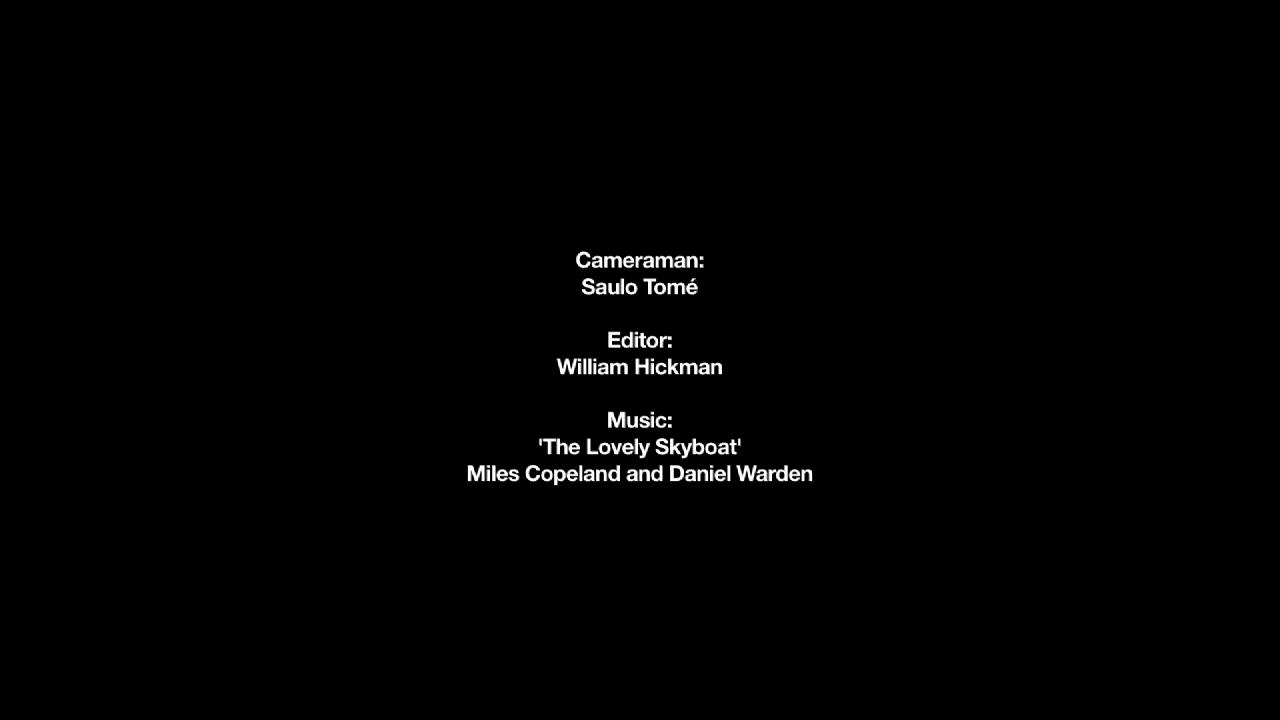 Cameraman:
Saulo Tomé
Editor:
William Hickman
Music:
'The Lovely Skyboat'
Miles Copeland and Daniel Warden